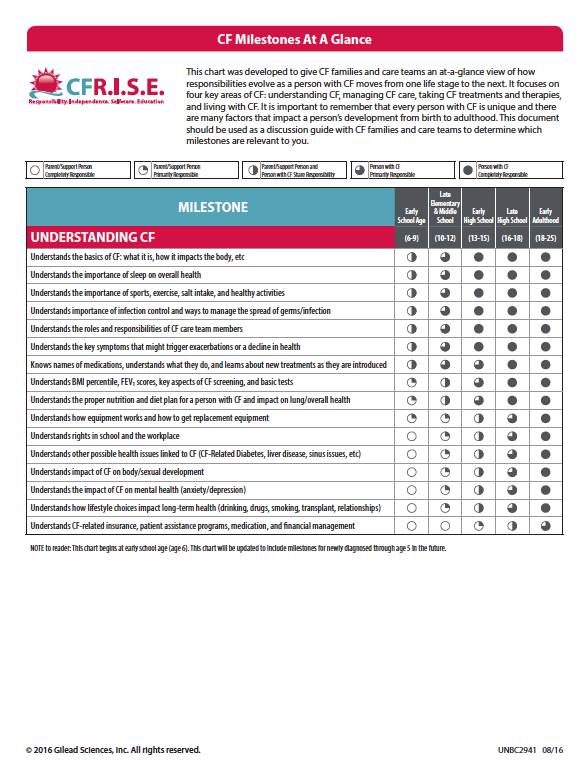 CF Milestones At A Glance
CFR.I.S.E.
Responsibility. Independence. Self-care. Education
This chart was developed to give CF families and care teams an at-a-glance view of how
responsibilities evolve as a person with CF moves from one life stage to the next. It focuses on
four key areas of CF: understanding CF, managing CF care, taking CF treatments and therapies,
and living with CF. It is important to remember that every person with CF is unique and there
are many factors that impact a person's development from birth to adulthood. This document
should be used as a discussion guide with CF families and care teams to determine which
milestones are relevant to you.
Parent/Support Person
Completely Responsible
Parent/Support Person
Primarily Responsible
Parent/Support Person and
Person with CF Share Responsibility
Person with CF
Primarily Responsible
Person with CF
Completely Responsible
MILESTONE
Early
School Age
Late
Elementary
& Middle
School
Early
High School
Late
High School
Early
Adulthood
UNDERSTANDING CF
(6-9)
(10-12)
(13-15)
(16-18)
(18-25)
Understands the basics of CF: what it is, how it impacts the body, etc
Understands the importance of sleep on overall health
Understands the importance of sports, exercise, salt intake, and healthy activities
Understands importance of infection control and ways to manage the spread of germs/infection
Understands the roles and responsibilities of CF care team members
Understands the key symptoms that might trigger exacerbations or a decline in health
Knows names of medications, understands what they do, and learns about new treatments as they are introduced
Understands BMI percentile, FEV₁ scores, key aspects of CF screening, and basic tests
Understands the proper nutrition and diet plan for a person with CF and impact on lung/overall health
Understands how equipment works and how to get replacement equipment
Understands rights in school and the workplace
Understands other possible health issues linked to CF (CF-Related Diabetes, liver disease, sinus issues, etc)
Understands impact of CF on body/sexual development
Understands the impact of CF on mental health (anxiety/depression)
Understands how lifestyle choices impact long-term health (drinking, drugs, smoking, transplant, relationships)
Understands CF-related insurance, patient assistance programs, medication, and financial management
NOTE to reader: This chart begins at early school age (age 6). This chart will be updated to include milestones for newly diagnosed through age 5 in the future.
© 2016 Gilead Sciences, Inc. All rights reserved.
UNBC2941 08/16